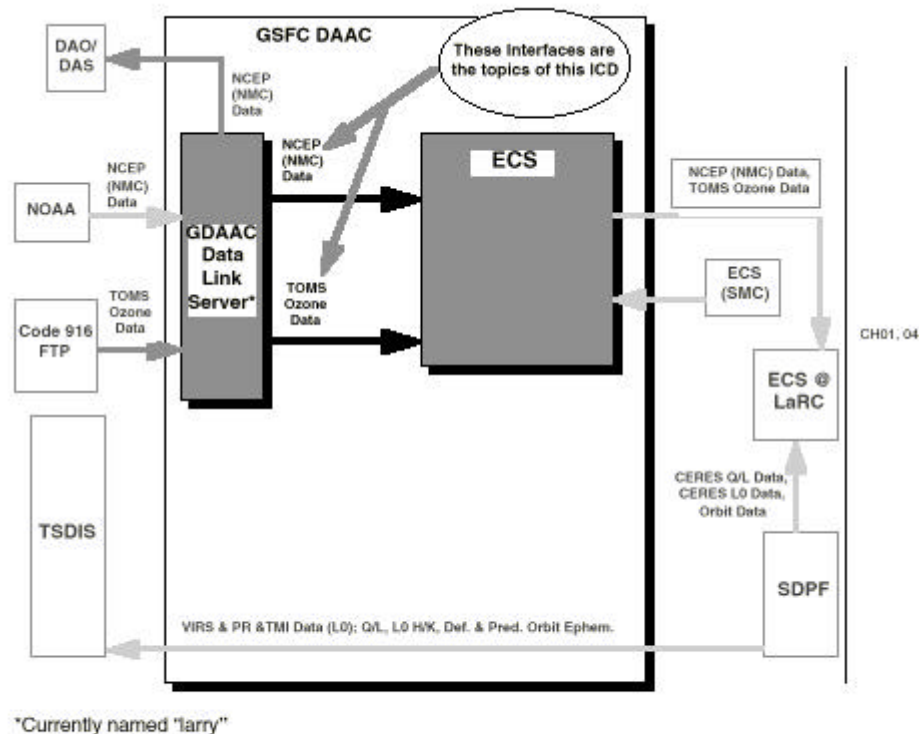 GSFC DAAC
These Interfaces are
the topics of this ICD
DAO/
DAS
NCEP
(NMC)
Data
NCEP
(NMC)
Data
ECS
NCEP
(NMC)
Data
NOAA
NCEP (NMC) Data,
TOMS Ozone Data
GDAAC
Data
Link
Server*
ECS
(SMC)
TOMS
Ozone
Data
TOMS
Ozone
Data
Code 916
FTP
CH01, 04
ECS @
LaRC
CERES Q/L Data,
CERES L0 Data,
Orbit Data
TSDIS
SDPF
VIRS & PR &TMI Data (L0); Q/L, L0 H/K, Def. & Pred. Orbit Ephem.
*Currently named "larry"